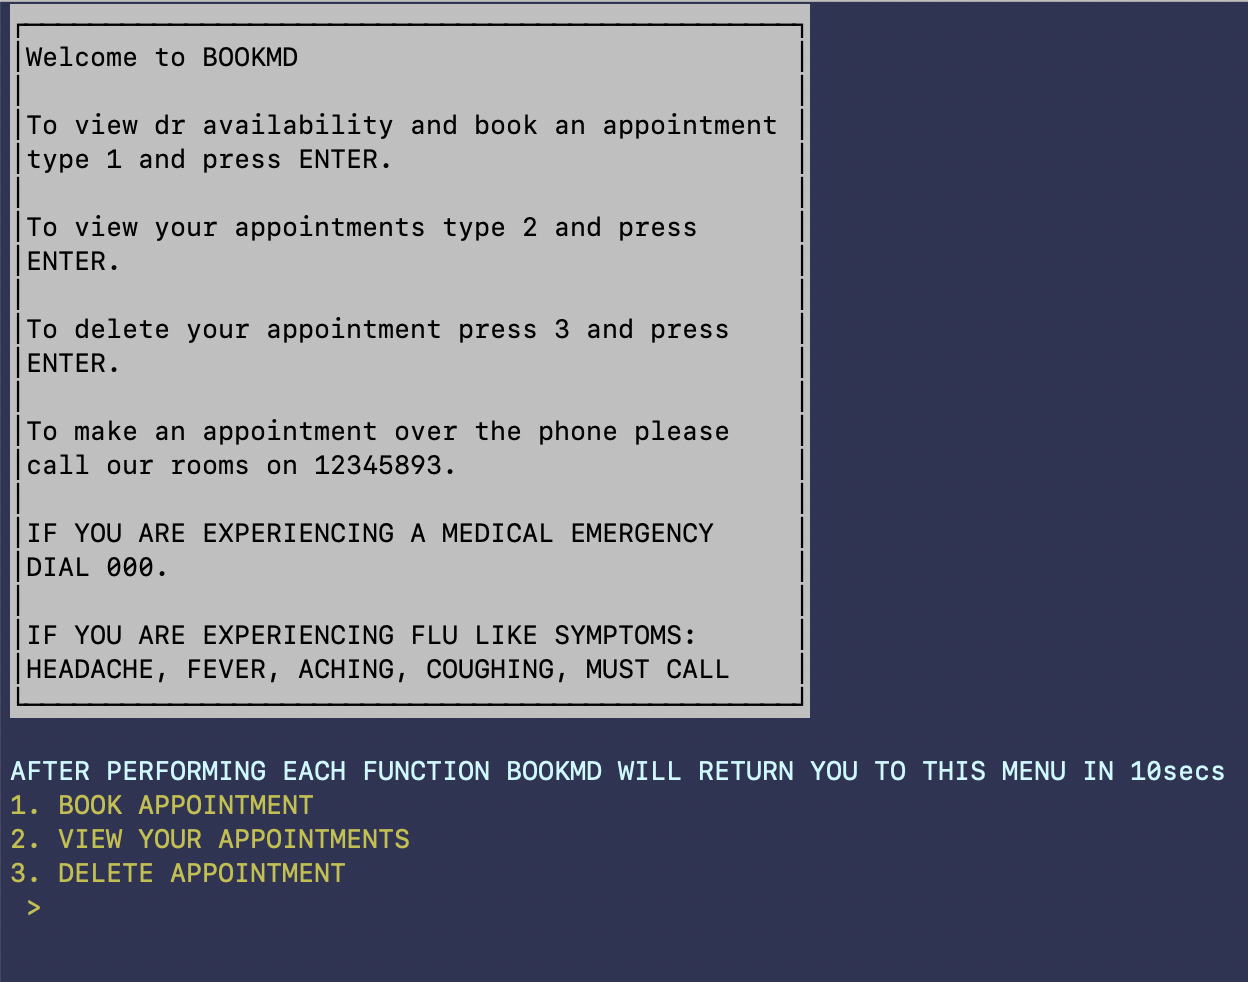 Welcome to BOOKMD
To view dr availability and book an appointment
type 1 and press ENTER.
To view your appointments type 2 and press
ENTER.
To delete your appointment press 3 and press
ENTER.
To make an appointment over the phone please
call our rooms on 12345893.
IF YOU ARE EXPERIENCING A MEDICAL EMERGENCY
DIAL 000.
IF YOU ARE EXPERIENCING FLU LIKE SYMPTOMS:
HEADACHE, FEVER, ACHING, COUGHING, MUST CALL
AFTER PERFORMING EACH FUNCTION BOOKMD WILL RETURN YOU TO THIS MENU IN 10secs
1. BOOK APPOINTMENT
2. VIEW YOUR APPOINTMENTS
3. DELETE APPOINTMENT
>